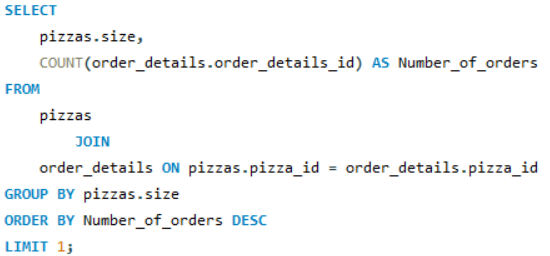 SELECT
pizzas.size,
COUNT(order_details.order_details_id) AS Number_of_orders
FROM
pizzas
JOIN
order_details ON pizzas.pizza_id = order_details.pizza_id
GROUP BY pizzas.size
ORDER BY Number_of_orders DESC
LIMIT 1;